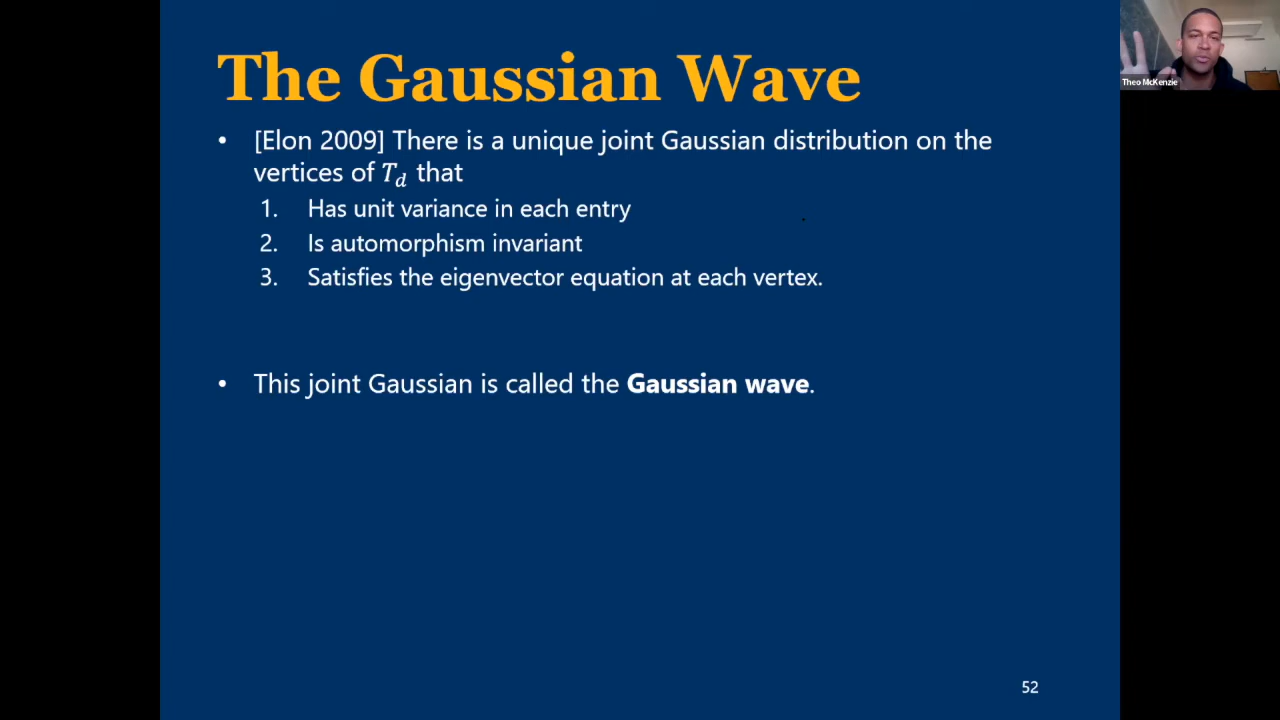 The Gaussian Wave
• [Elon 2009] There is a unique joint Gaussian distribution on the
vertices of T_d that
1. Has unit variance in each entry
2. Is automorphism invariant
3. Satisfies the eigenvector equation at each vertex.
• This joint Gaussian is called the Gaussian wave.
52
Theo McKenzie